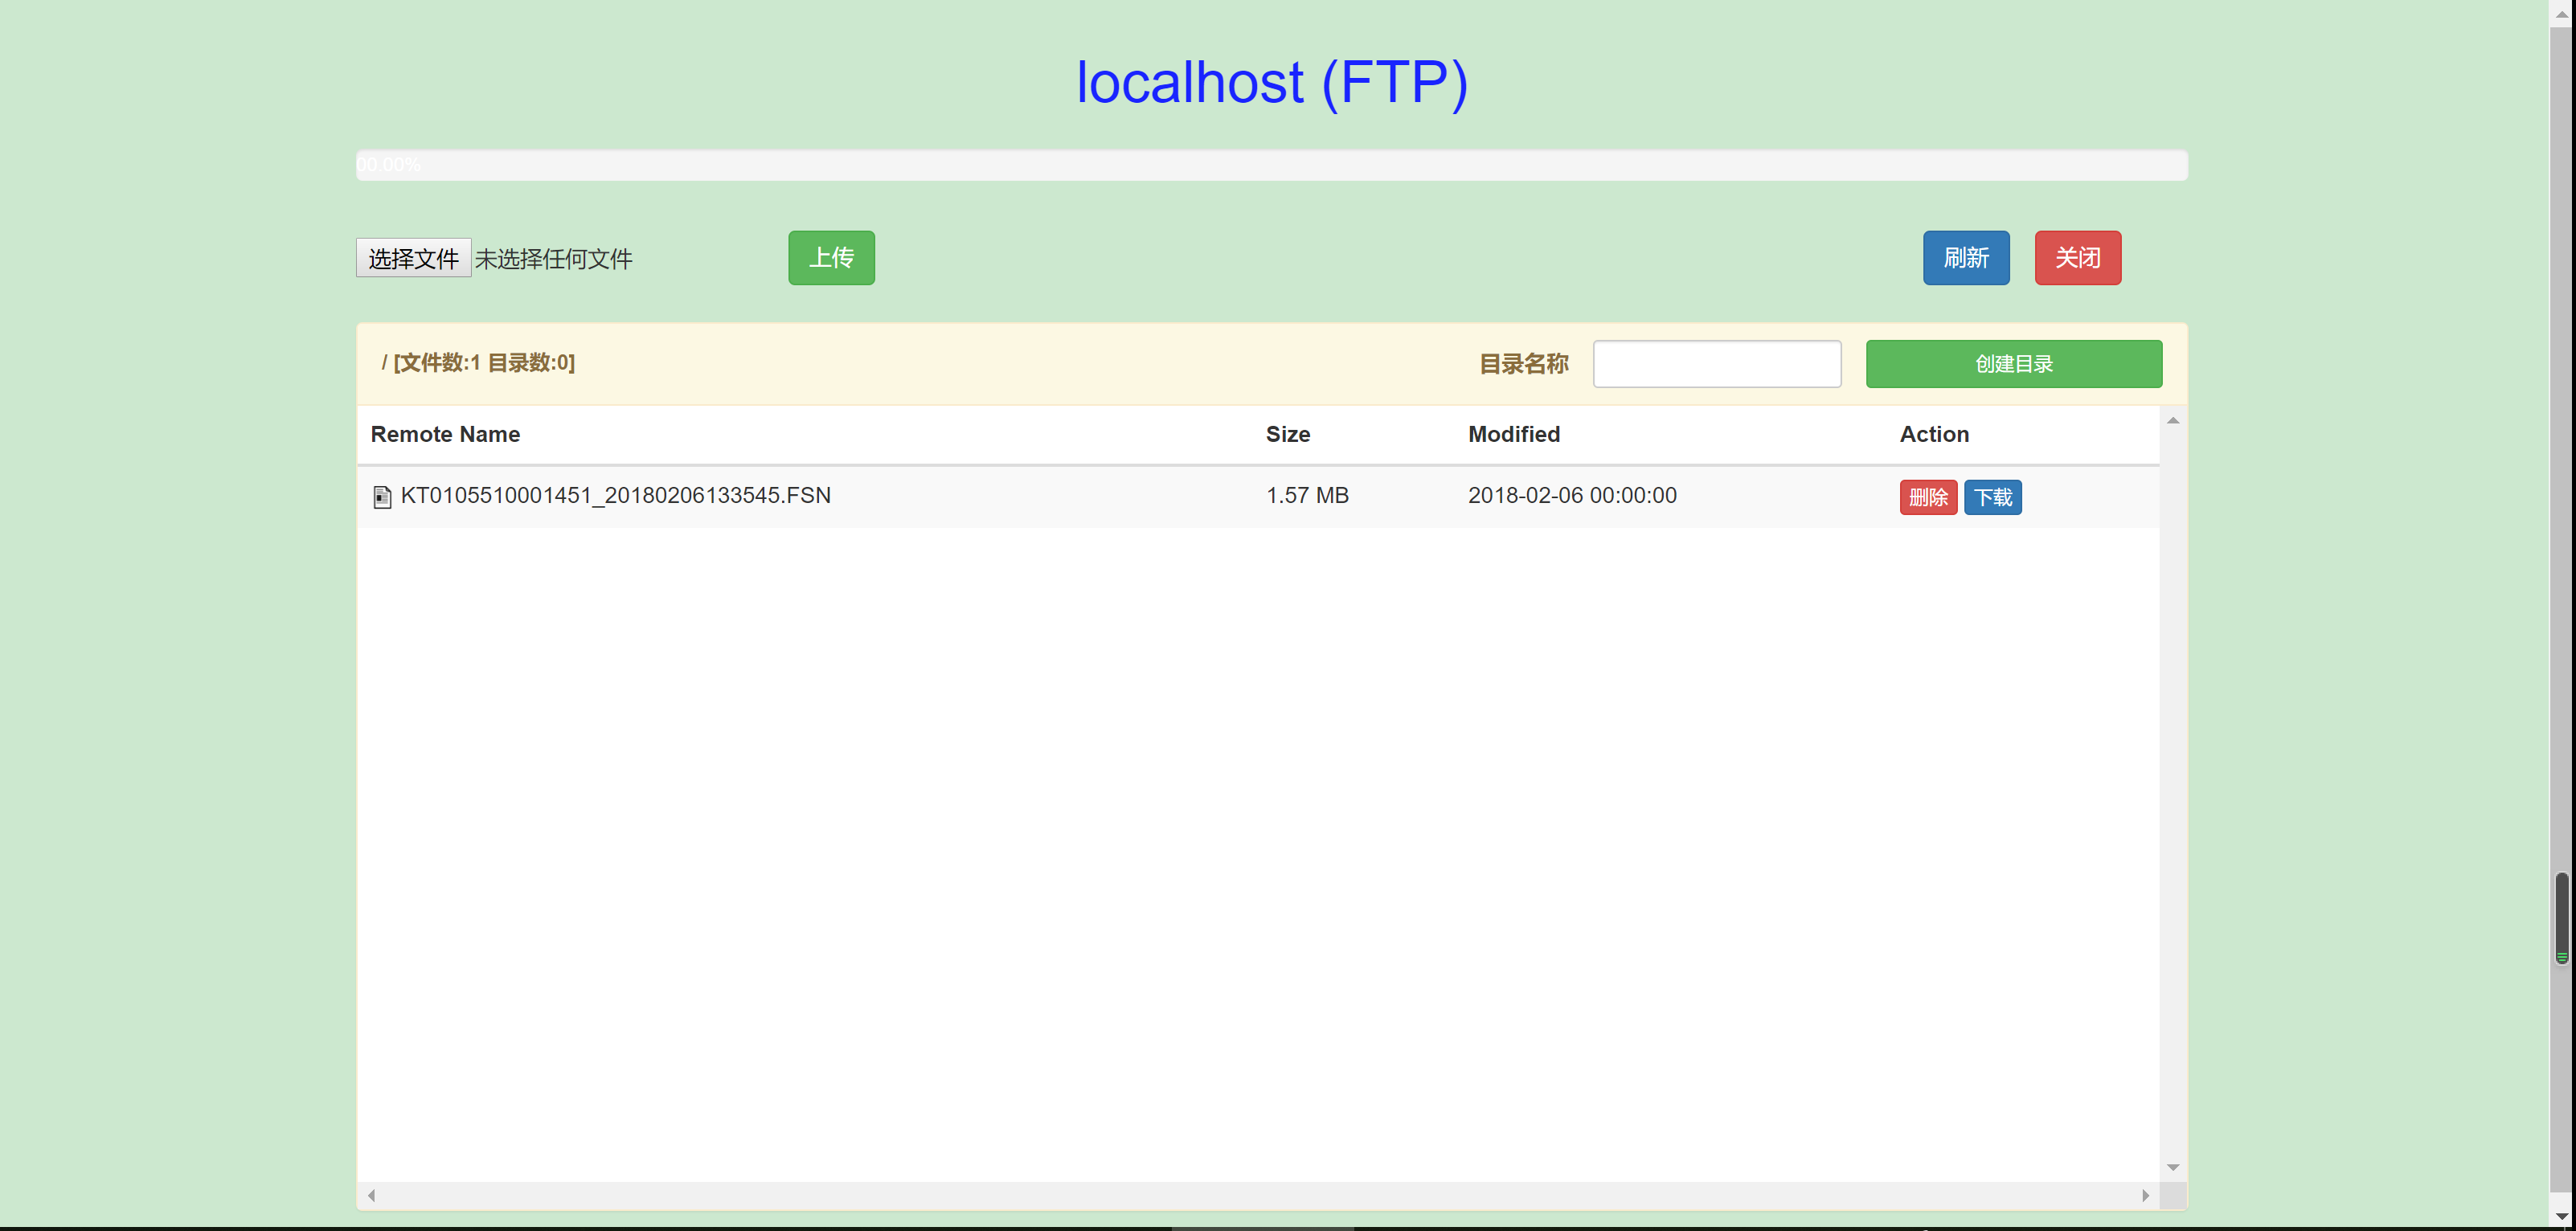 localhost (FTP)
00.00%
选择文件 未选择任何文件 上传 刷新 关闭
/ [文件数:1 目录数:0] 目录名称 创建目录
Remote Name Size Modified Action
KT0105510001451_20180206133545.FSN 1.57 MB 2018-02-06 00:00:00 删除 下载